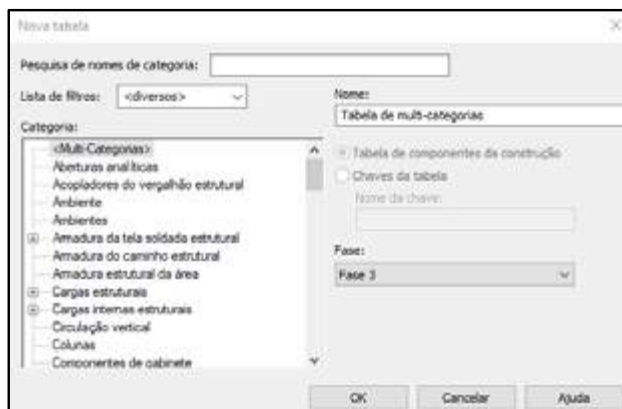 Nova tabela
Pesquisa de nomes de categoria:
Lista de filtros: <diversos>
Nome:
Tabela de multi-categorias
Categoria:
<Multi-Categorias>
Aberturas analíticas
Acopladores do vergalhão estrutural
Ambiente
Ambientes
Armadura da tela soldada estrutural
Armadura do caminho estrutural
Armadura estrutural da área
Cargas estruturais
Cargas internas estruturais
Circulação vertical
Colunas
Componentes de gabinete
Tabela de componentes da construção
Chaves da tabela
Nome da chave:
Fase:
Fase 3
OK Cancelar Ajuda